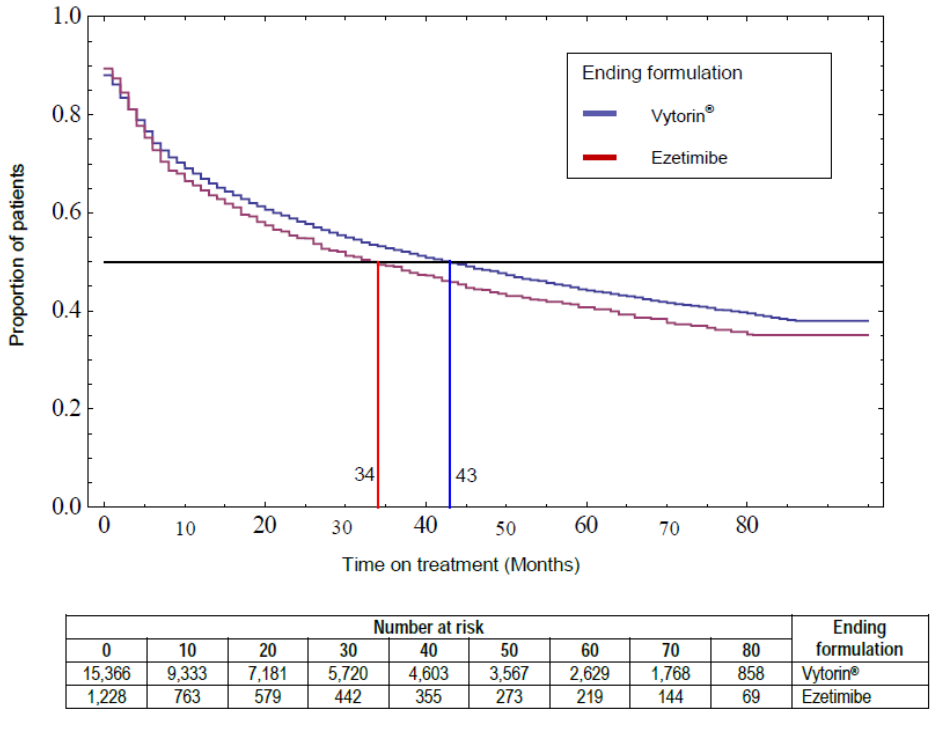 1.0
Ending formulation
Vytorin®
Ezetimibe
0.8
0.6
0.4
0.2
0.0
Proportion of patients
34
43
0 10 20 30 40 50 60 70 80
Time on treatment (Months)
Number at risk Ending formulation
0 10 20 30 40 50 60 70 80
15,366 9,333 7,181 5,720 4,603 3,567 2,629 1,768 858 Vytorin®
1,228 763 579 442 355 273 219 144 69 Ezetimibe